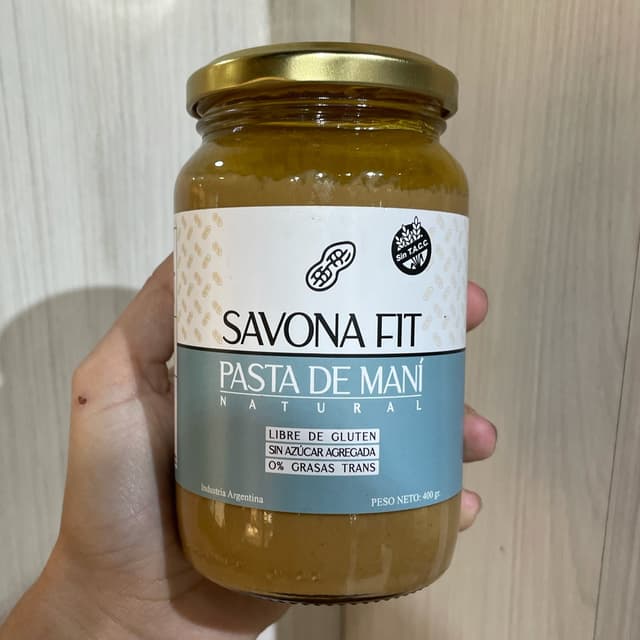 Sin T.A.C.C.
SAVONA FIT
PASTA DE MANÍ
NATURAL
LIBRE DE GLUTEN
SIN AZÚCAR AGREGADA
0% GRASAS TRANS
Industria Argentina
PESO NETO: 400 gr.